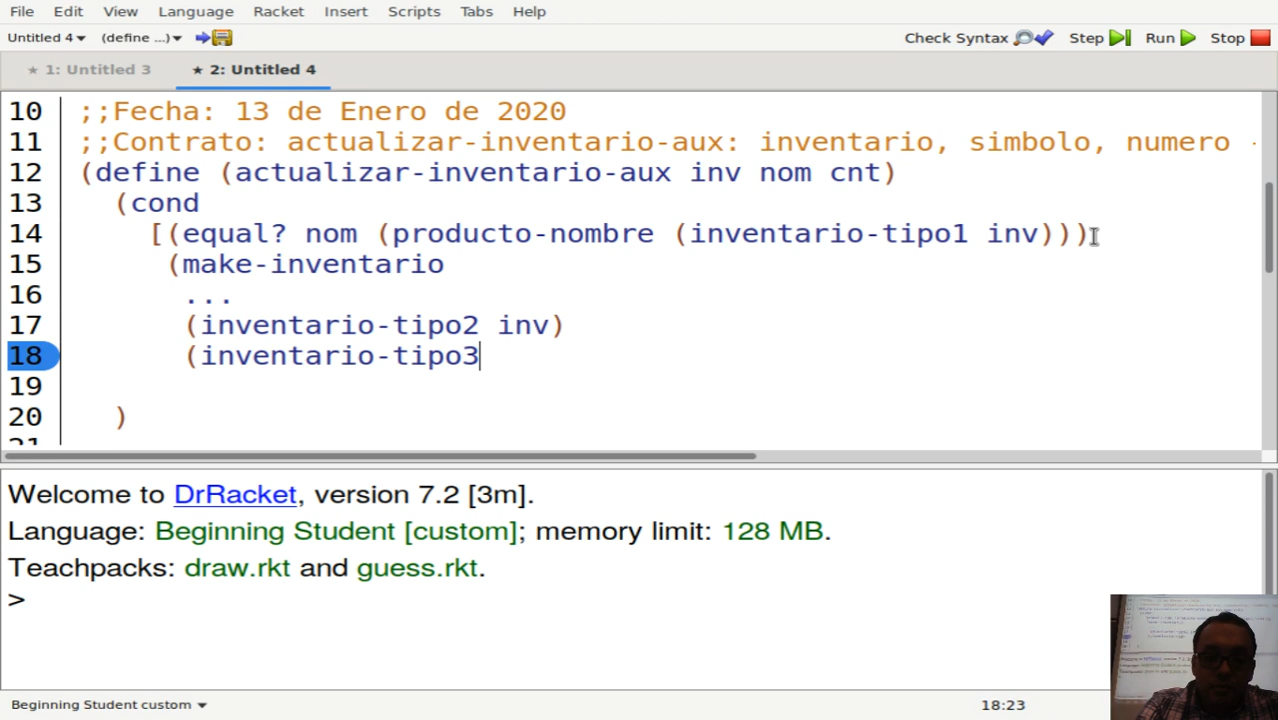 File Edit View Language Racket Insert Scripts Tabs Help
Untitled 4 (define ...) Check Syntax Step Run Stop
1: Untitled 3 2: Untitled 4
10 ;;Fecha: 13 de Enero de 2020
11 ;;Contrato: actualizar-inventario-aux: inventario, simbolo, numero -
12 (define (actualizar-inventario-aux inv nom cnt)
13 (cond
14 [(equal? nom (producto-nombre (inventario-tipo1 inv)))
15 (make-inventario
16 ...
17 (inventario-tipo2 inv)
18 (inventario-tipo3
19
20 )
21
Welcome to DrRacket, version 7.2 [3m].
Language: Beginning Student [custom]; memory limit: 128 MB.
Teachpacks: draw.rkt and guess.rkt.
>
Beginning Student custom 18:23